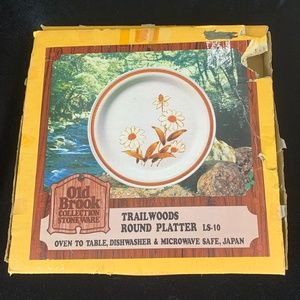 Old
Brook
COLLECTION
STONEWARE
TRAILWOODS
ROUND PLATTER LS-10
OVEN TO TABLE, DISHWASHER & MICROWAVE SAFE, JAPAN